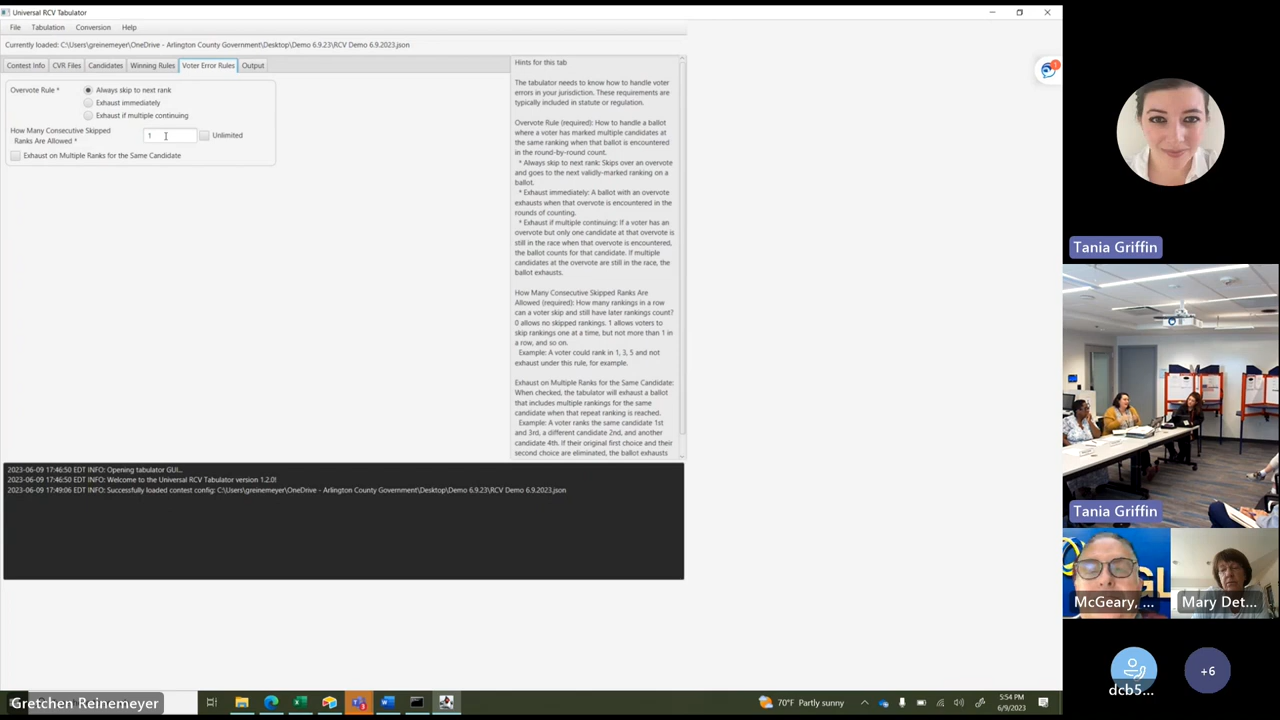 Universal RCV Tabulator
File Tabulation Conversion Help
Currently loaded: C:\Users\greinemeyer\OneDrive - Arlington County Government\Desktop\Demo 6.9.23\RCV Demo 6.9.2023.json
Contest Info CVR Files Candidates Winning Rules Voter Error Rules Output
Overvote Rule * Always skip to next rank
Exhaust immediately
Exhaust if multiple continuing
How Many Consecutive Skipped
Ranks Are Allowed * 1 Unlimited
Exhaust on Multiple Ranks for the Same Candidate
Hints for this tab
The tabulator needs to know how to handle voter
errors in your jurisdiction. These requirements are
typically included in statute or regulation.
Overvote Rule (required): How to handle a ballot
where a voter has marked multiple candidates at
the same ranking when that ballot is encountered
in the round-by-round count.
* Always skip to next rank: Skips over an overvote
and goes to the next validly-marked ranking on a
ballot.
* Exhaust immediately: A ballot with an overvote
exhausts when that overvote is encountered in the
rounds of counting.
* Exhaust if multiple continuing: If a voter has an
overvote but only one candidate at that overvote is
still in the race when that overvote is encountered,
the ballot counts for that candidate. If multiple
candidates at the overvote are still in the race, the
ballot exhausts.
How Many Consecutive Skipped Ranks Are
Allowed (required): How many rankings in a row
can a voter skip and still have later rankings count?
0 allows no skipped rankings. 1 allows voters to
skip rankings one at a time, but not more than 1 in
a row, and so on.
Example: A voter could rank in 1, 3, 5 and not
exhaust under this rule, for example.
Exhaust on Multiple Ranks for the Same Candidate:
When checked, the tabulator will exhaust a ballot
that includes multiple rankings for the same
candidate when that repeat ranking is reached.
Example: A voter ranks the same candidate 1st
and 3rd, a different candidate 2nd, and another
candidate 4th. If their original first choice and their
second choice are eliminated, the ballot exhausts
2023-06-09 17:46:50 EDT INFO: Opening tabulator GUI...
2023-06-09 17:46:50 EDT INFO: Welcome to the Universal RCV Tabulator version 1.2.0!
2023-06-09 17:49:06 EDT INFO: Successfully loaded contest config: C:\Users\greinemeyer\OneDrive - Arlington County Government\Desktop\Demo 6.9.23\RCV Demo 6.9.2023.json
Gretchen Reinemeyer
70°F Partly sunny
5:54 PM
6/9/2023
Tania Griffin
Tania Griffin
McGeary, ...
Mary Det...
dcb5...
+6